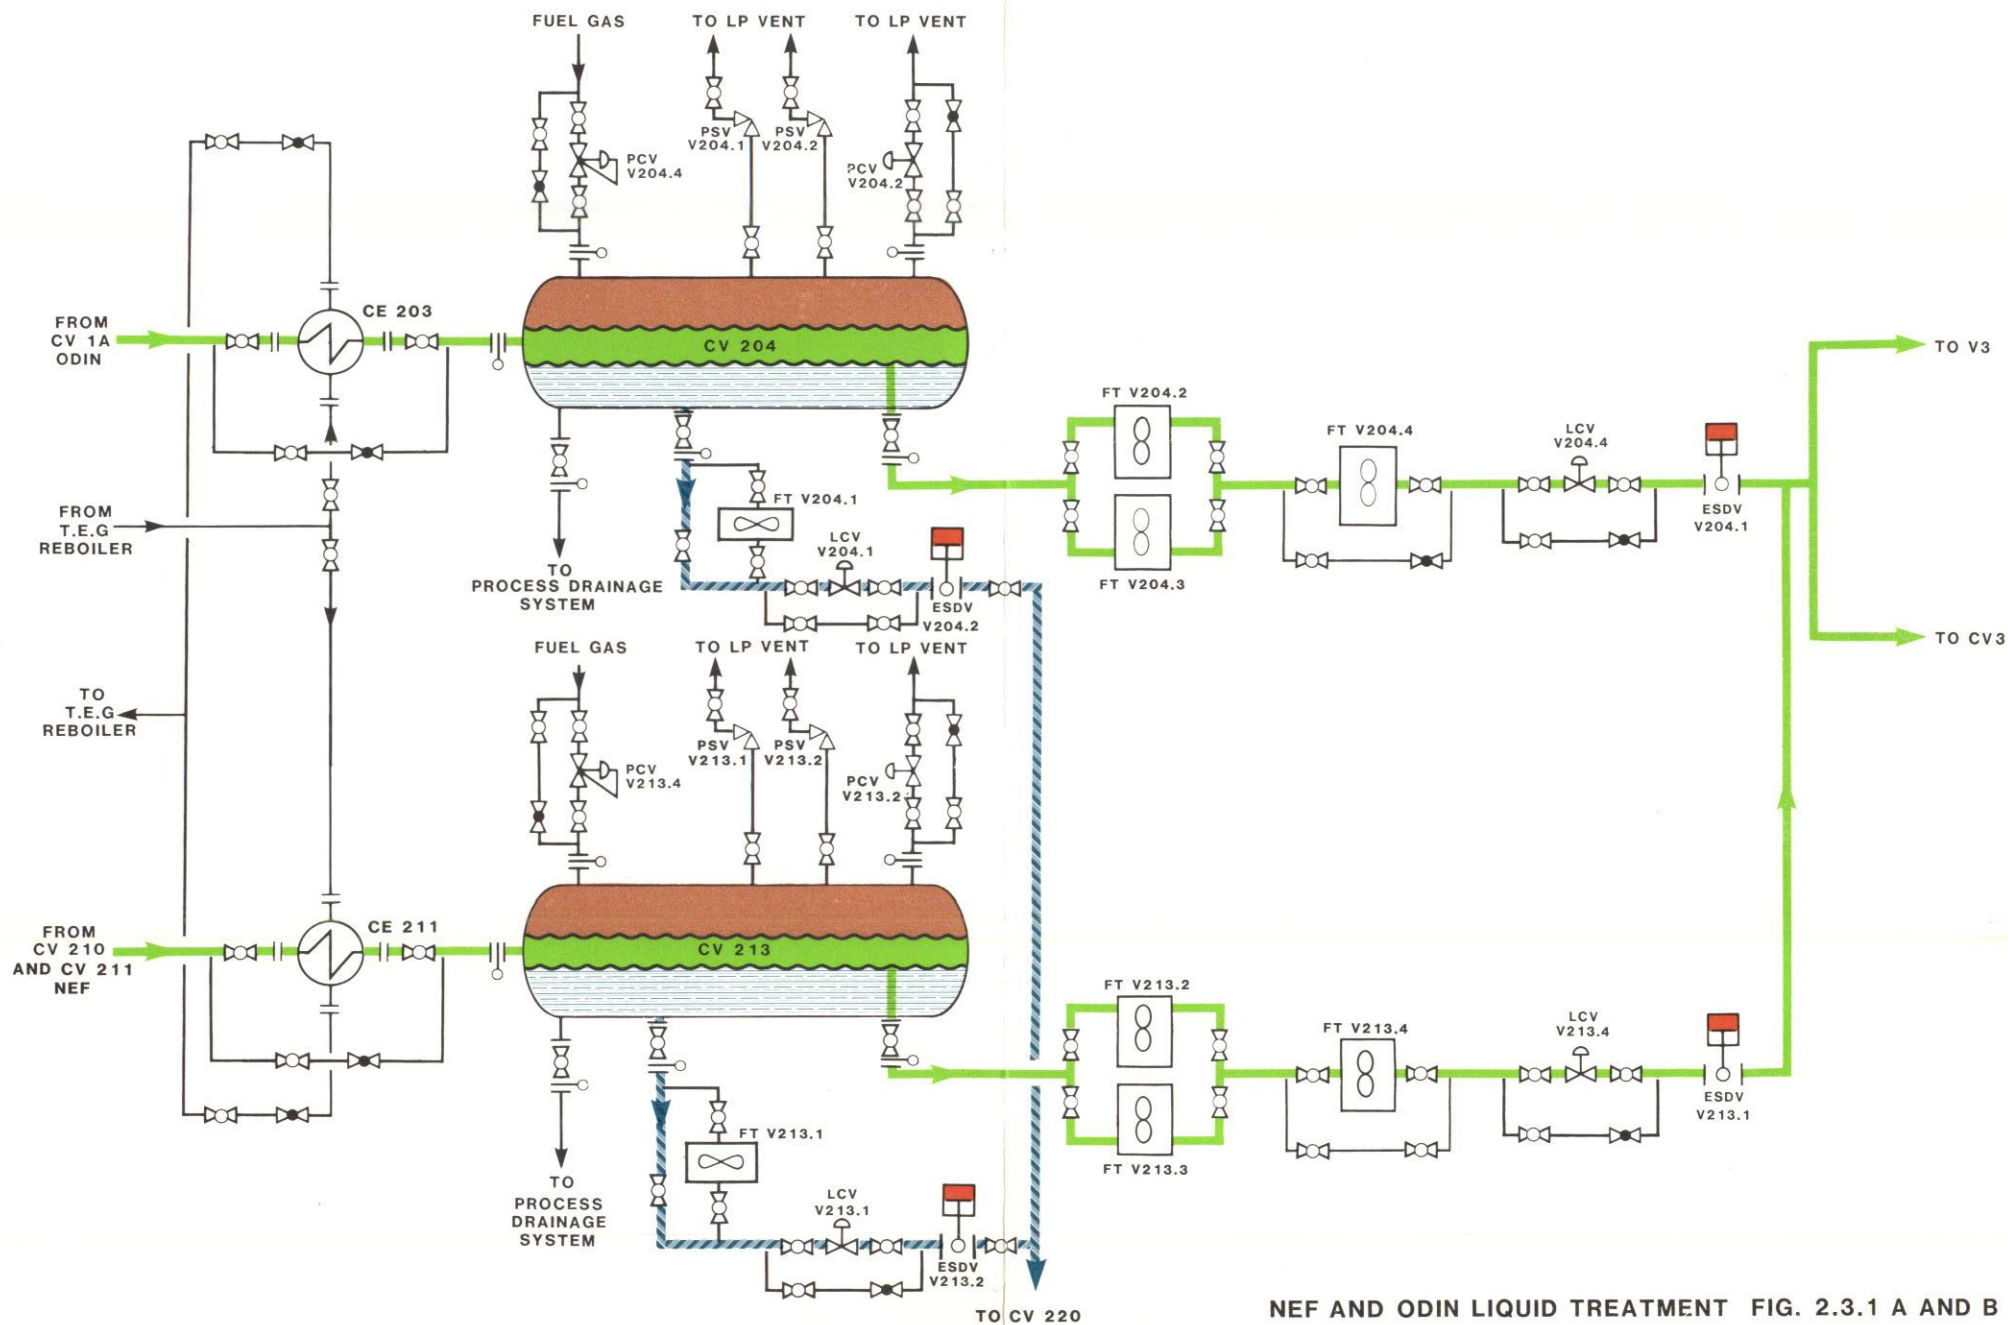 FUEL GAS
TO LP VENT
TO LP VENT
PSV
V204.1
PSV
V204.2
PCV
V204.4
PCV
V204.2
CE 203
FROM
CV 1A
ODIN
CV 204
TO V3
FT V204.2
FT V204.4
LCV
V204.4
ESDV
V204.1
FT V204.3
FROM
T.E.G
REBOILER
FT V204.1
LCV
V204.1
ESDV
V204.2
TO
PROCESS DRAINAGE
SYSTEM
TO CV3
FUEL GAS
TO LP VENT
TO LP VENT
TO
T.E.G
REBOILER
PSV
V213.1
PSV
V213.2
PCV
V213.4
PCV
V213.2
CE 211
FROM
CV 210
AND CV 211
NEF
CV 213
FT V213.2
FT V213.4
LCV
V213.4
ESDV
V213.1
FT V213.3
FT V213.1
TO
PROCESS
DRAINAGE
SYSTEM
LCV
V213.1
ESDV
V213.2
TO CV 220
NEF AND ODIN LIQUID TREATMENT FIG. 2.3.1 A AND B